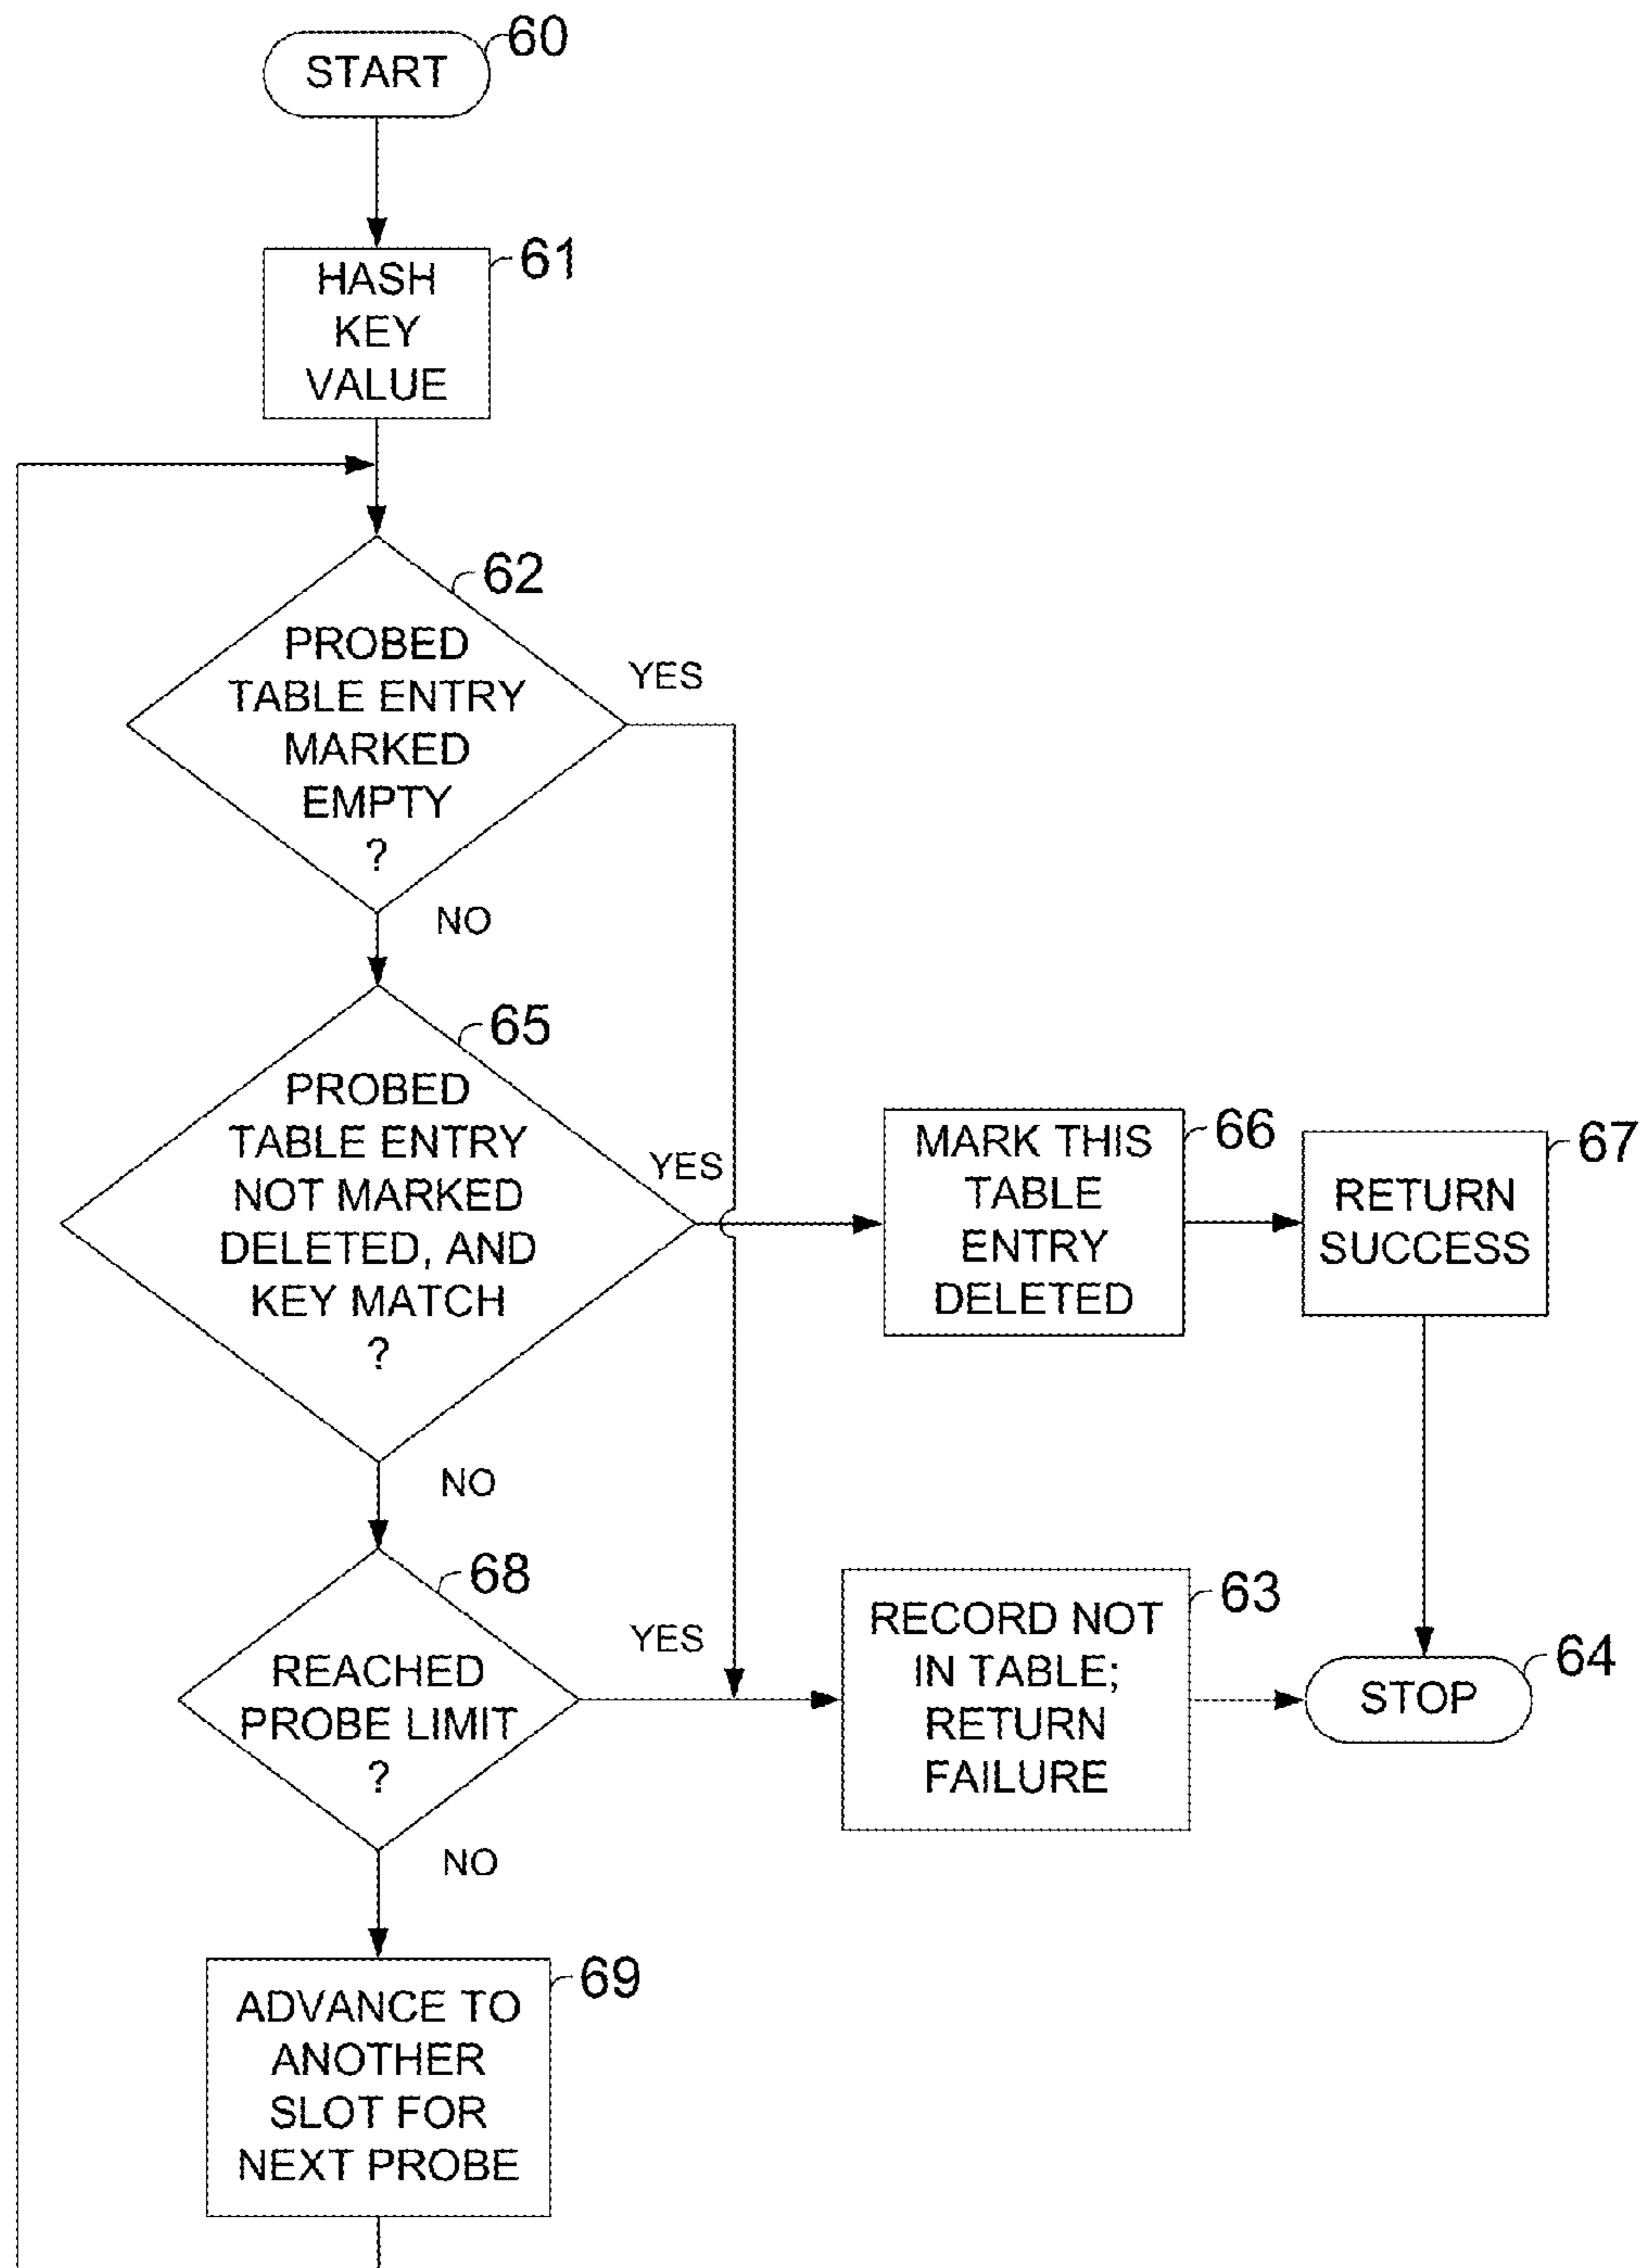 60
START
61
HASH
KEY
VALUE
62
PROBED
TABLE ENTRY
MARKED
EMPTY
?
YES
NO
65
PROBED
TABLE ENTRY
NOT MARKED
DELETED, AND
KEY MATCH
?
YES
NO
66
MARK THIS
TABLE
ENTRY
DELETED
67
RETURN
SUCCESS
68
REACHED
PROBE LIMIT
?
YES
NO
63
RECORD NOT
IN TABLE;
RETURN
FAILURE
64
STOP
69
ADVANCE TO
ANOTHER
SLOT FOR
NEXT PROBE